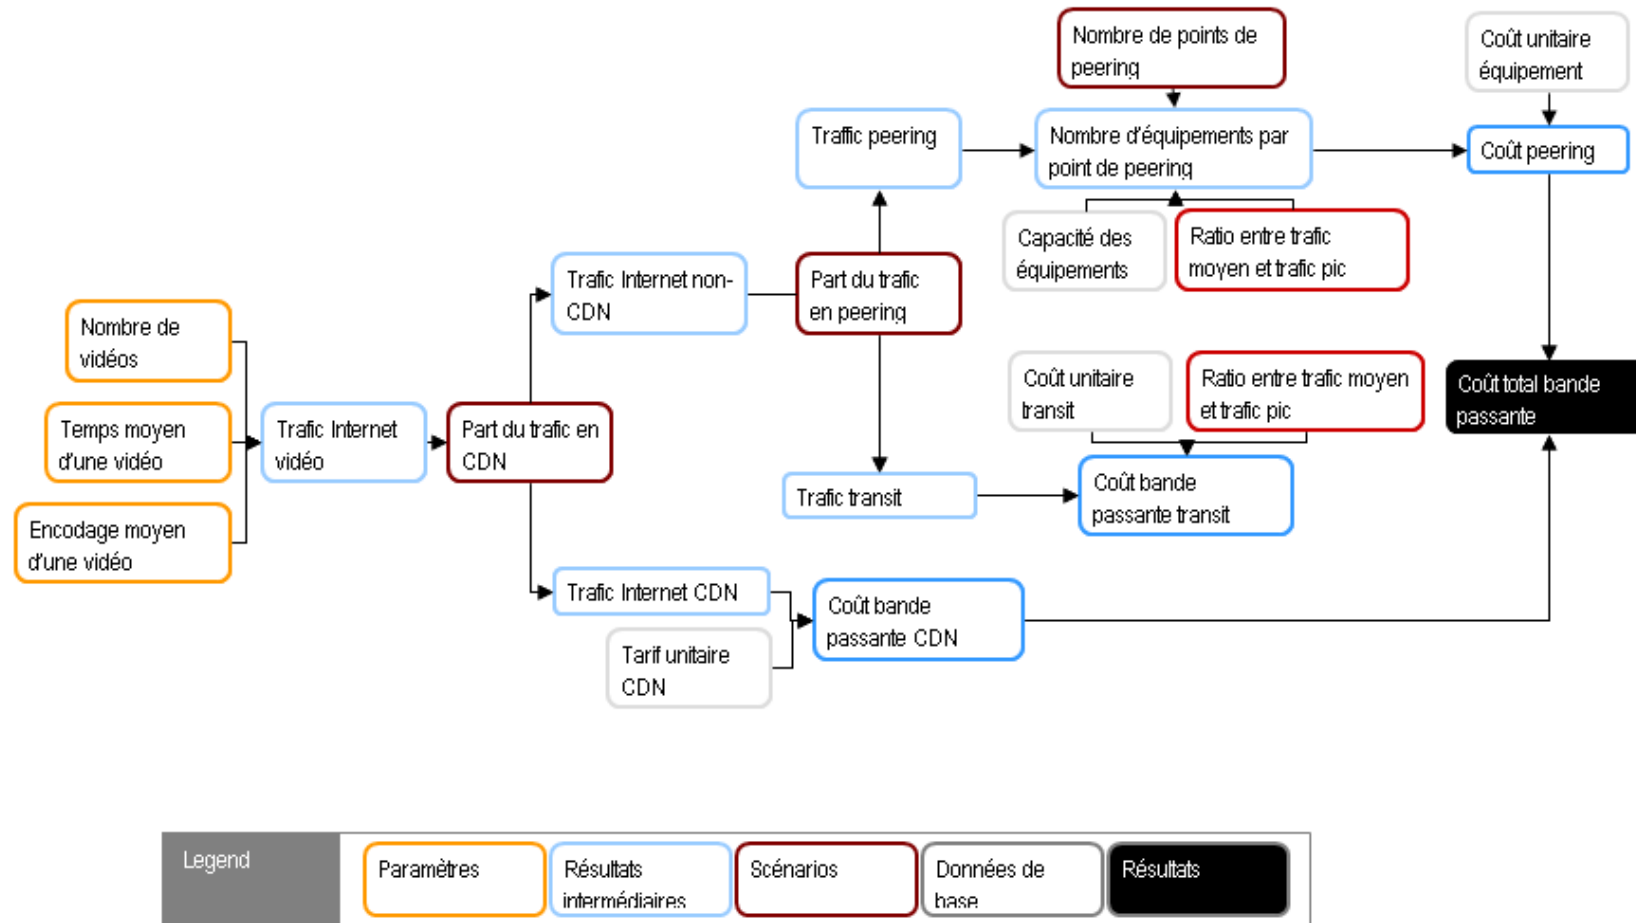 Nombre de points de
peering
Coût unitaire
équipement
Traffic peering
Nombre d'équipements par
point de peering
Coût peering
Capacité des
équipements
Ratio entre trafic
moyen et trafic pic
Trafic Internet non-
CDN
Part du trafic
en peering
Nombre de
vidéos
Coût unitaire
transit
Ratio entre trafic moyen
et trafic pic
Coût total bande
passante
Temps moyen
d'une vidéo
Trafic Internet
vidéo
Part du trafic en
CDN
Trafic transit
Coût bande
passante transit
Encodage moyen
d'une vidéo
Trafic Internet CDN
Coût bande
passante CDN
Tarif unitaire
CDN
Legend
Paramètres
Résultats
intermédiaires
Scénarios
Données de
base
Résultats